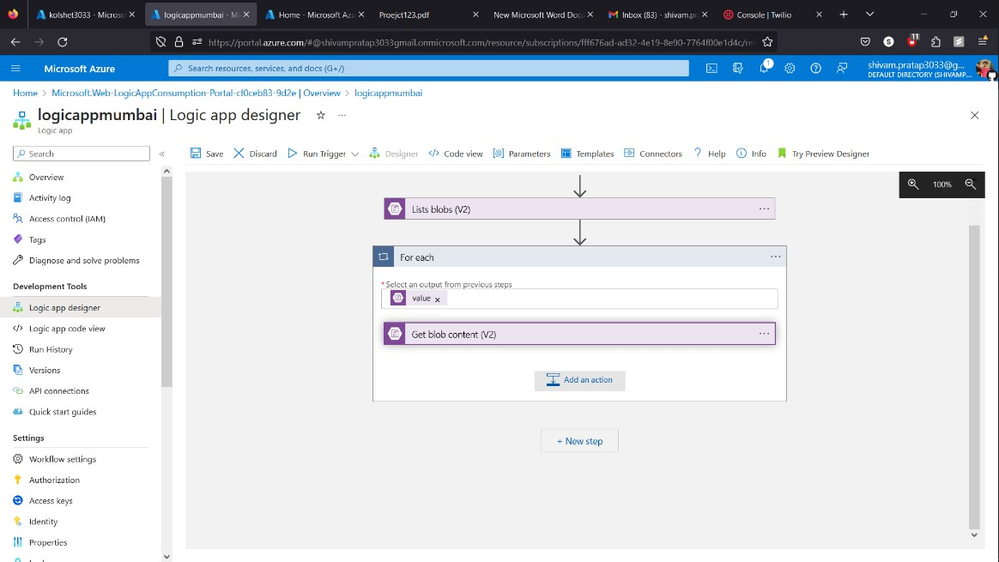 kolshet3033 - Microso
logicappmumbai - Mi
Home - Microsoft Azu
Proejct123.pdf
New Microsoft Word Docu
Inbox (83) - shivam.pr
Console | Twilio
https://portal.azure.com/#@shivampratap3033gmail.onmicrosoft.com/resource/subscriptions/fff676ad-ad32-4e19-8e90-7764f00e1d4c/res
S
11
Microsoft Azure
Search resources, services, and docs (G+/)
1
shivam.pratap3033@g...
DEFAULT DIRECTORY (SHIVAMP...
Home > Microsoft.Web-LogicAppConsumption-Portal-cf0ceb83-9d2e | Overview > logicappmumbai
logicappmumbai | Logic app designer
Logic app
Search
Save
Discard
Run Trigger
Designer
Code view
Parameters
Templates
Connectors
Help
Info
Try Preview Designer
Overview
Activity log
Access control (IAM)
Tags
Diagnose and solve problems
Development Tools
Logic app designer
Logic app code view
Run History
Versions
API connections
Quick start guides
Settings
Workflow settings
Authorization
Access keys
Identity
Properties
100%
Lists blobs (V2)
For each
* Select an output from previous steps
value x
Get blob content (V2)
Add an action
+ New step